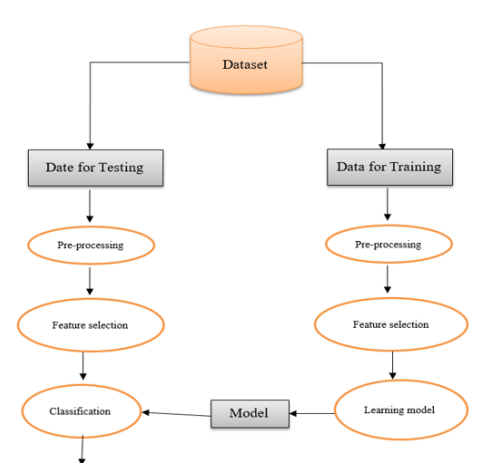 Dataset
Date for Testing
Data for Training
Pre-processing
Pre-processing
Feature selection
Feature selection
Classification
Model
Learning model